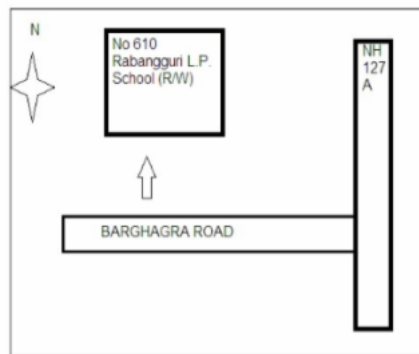 N
No 610
Rabangguri L.P.
School (R/W)
NH
127
A
BARGHAGRA ROAD